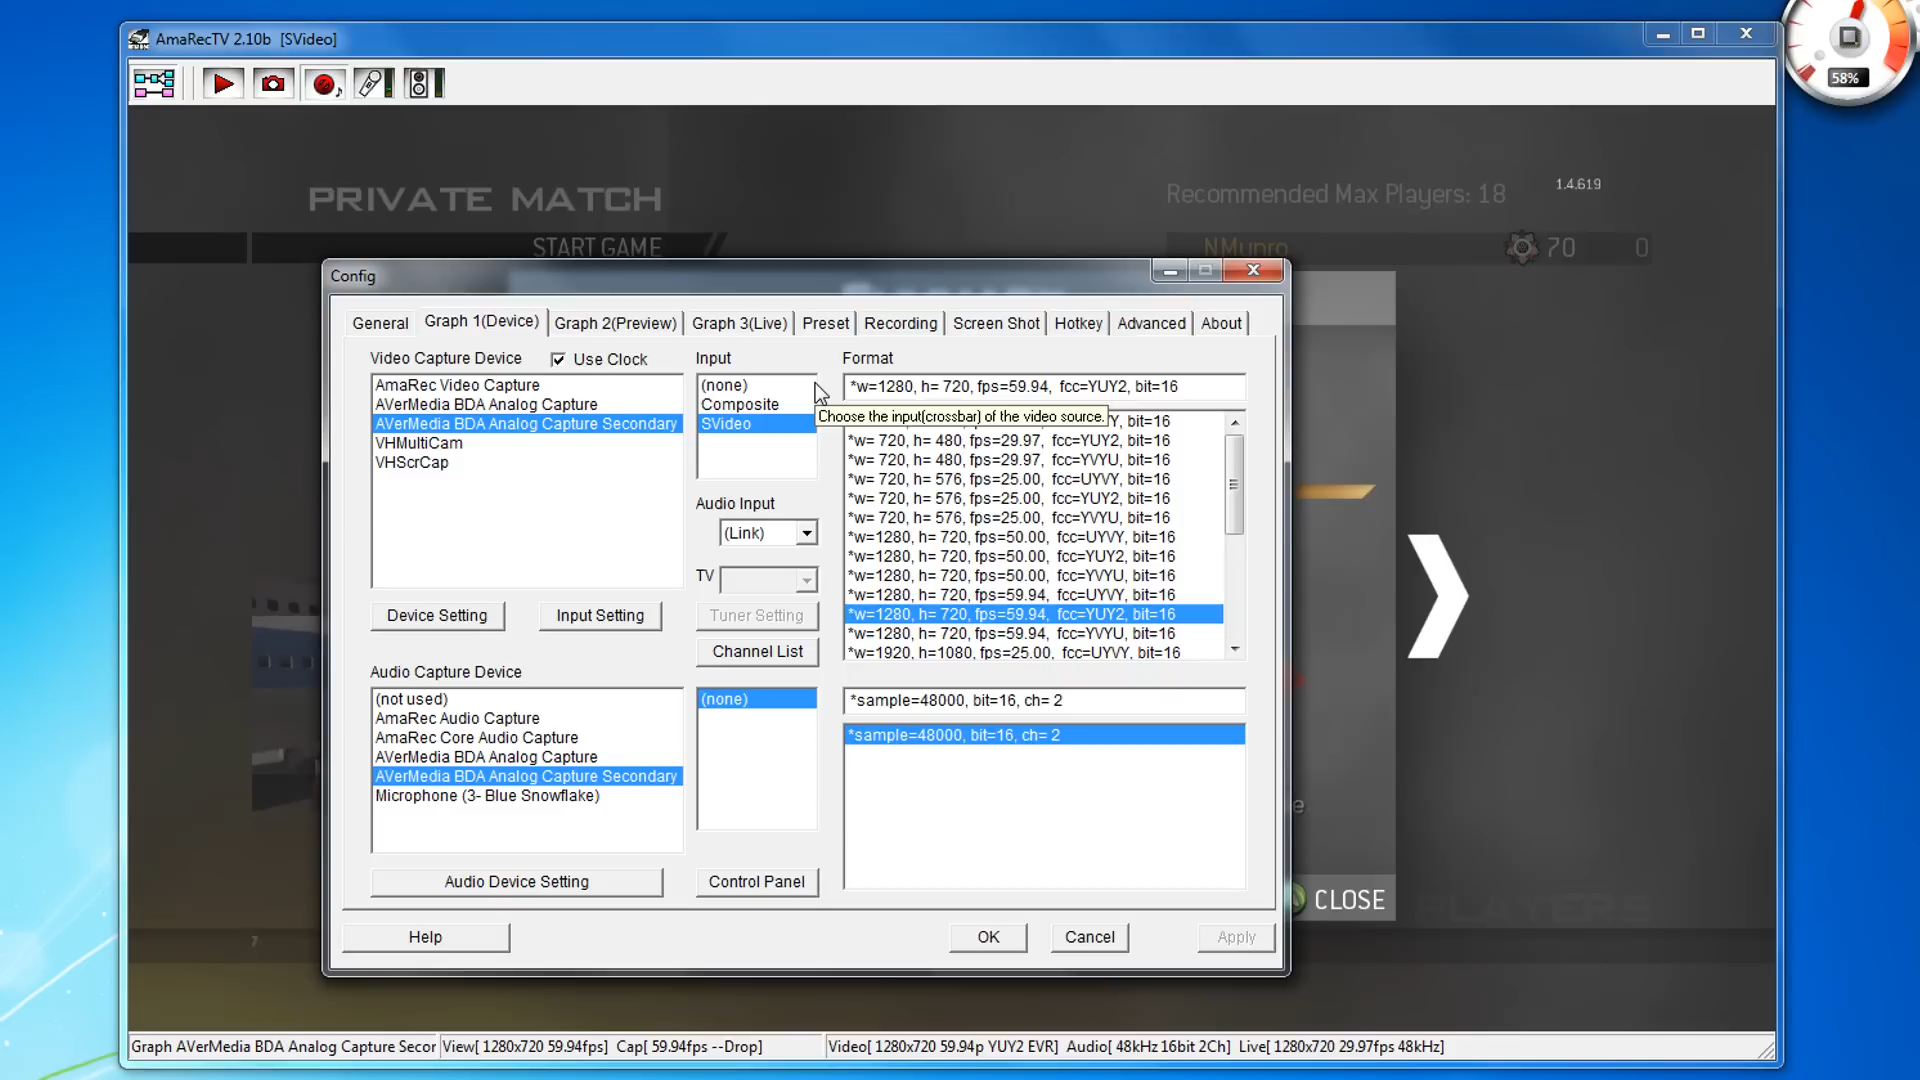 AmaRecTV 2.10b [SVideo]
58%
PRIVATE MATCH
Recommended Max Players: 18
1.4.619
START GAME
NMvpro
70
0
Config
General
Graph 1(Device)
Graph 2(Preview)
Graph 3(Live)
Preset
Recording
Screen Shot
Hotkey
Advanced
About
Video Capture Device
Use Clock
Input
Format
AmaRec Video Capture
AVerMedia BDA Analog Capture
AVerMedia BDA Analog Capture Secondary
VHMultiCam
VHScrCap
(none)
Composite
SVideo
*w=1280, h= 720, fps=59.94, fcc=YUY2, bit=16
Choose the input(crossbar) of the video source.
Y, bit=16
*w= 720, h= 480, fps=29.97, fcc=YUY2, bit=16
*w= 720, h= 480, fps=29.97, fcc=YVYU, bit=16
*w= 720, h= 576, fps=25.00, fcc=UYVY, bit=16
*w= 720, h= 576, fps=25.00, fcc=YUY2, bit=16
*w= 720, h= 576, fps=25.00, fcc=YVYU, bit=16
*w=1280, h= 720, fps=50.00, fcc=UYVY, bit=16
*w=1280, h= 720, fps=50.00, fcc=YUY2, bit=16
*w=1280, h= 720, fps=50.00, fcc=YVYU, bit=16
*w=1280, h= 720, fps=59.94, fcc=UYVY, bit=16
*w=1280, h= 720, fps=59.94, fcc=YUY2, bit=16
*w=1280, h= 720, fps=59.94, fcc=YVYU, bit=16
*w=1920, h=1080, fps=25.00, fcc=UYVY, bit=16
Audio Input
(Link)
TV
Device Setting
Input Setting
Tuner Setting
Channel List
Audio Capture Device
(not used)
AmaRec Audio Capture
AmaRec Core Audio Capture
AVerMedia BDA Analog Capture
AVerMedia BDA Analog Capture Secondary
Microphone (3- Blue Snowflake)
(none)
*sample=48000, bit=16, ch= 2
*sample=48000, bit=16, ch= 2
Audio Device Setting
Control Panel
e
CLOSE
PLAYERS
Help
OK
Cancel
Apply
7
Graph AVerMedia BDA Analog Capture Secor
View[ 1280x720 59.94fps] Cap[ 59.94fps --Drop]
Video[ 1280x720 59.94p YUY2 EVR] Audio[ 48kHz 16bit 2Ch] Live[ 1280x720 29.97fps 48kHz]